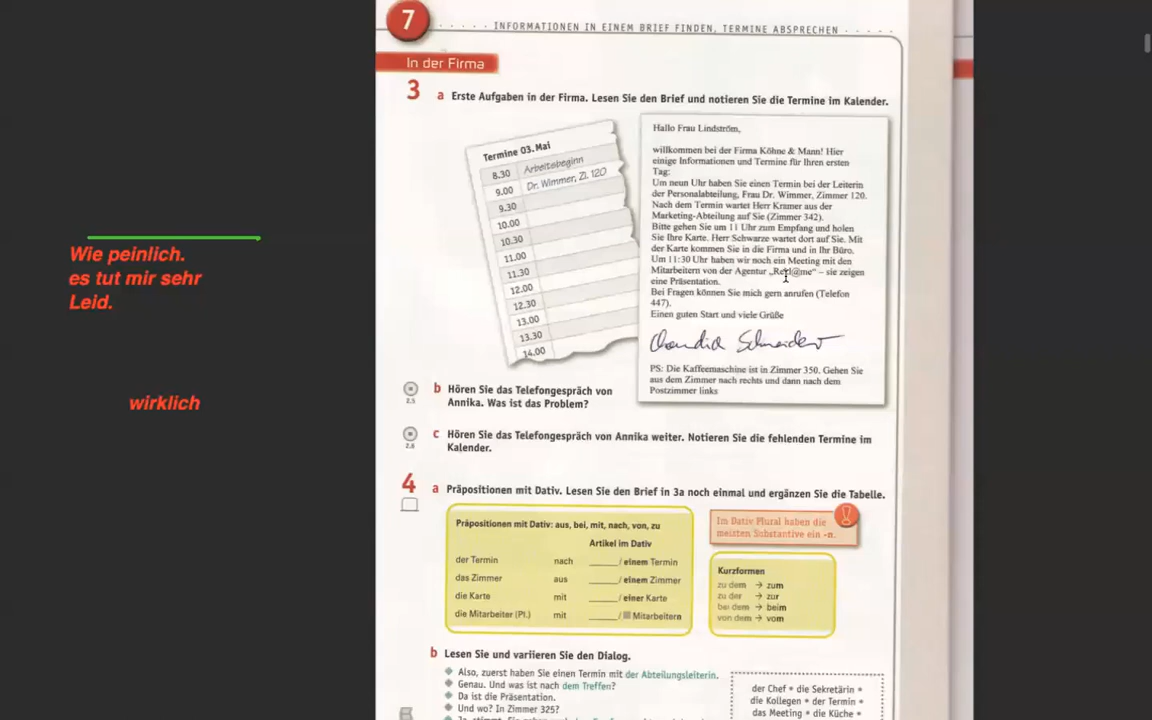 7
INFORMATIONEN IN EINEM BRIEF FINDEN, TERMINE ABSPRECHEN
In der Firma
3 a Erste Aufgaben in der Firma. Lesen Sie den Brief und notieren Sie die Termine im Kalender.
Termine 03. Mai
8.30 Arbeitsbeginn
9.00 Dr. Wimmer, Zi. 120
9.30
10.00
10.30
11.00
11.30
12.00
12.30
13.00
13.30
14.00
Hallo Frau Lindström,
willkommen bei der Firma Köhne & Mann! Hier
einige Informationen und Termine für Ihren ersten
Tag:
Um neun Uhr haben Sie einen Termin bei der Leiterin
der Personalabteilung, Frau Dr. Wimmer, Zimmer 120.
Nach dem Termin wartet Herr Kramer aus der
Marketing-Abteilung auf Sie (Zimmer 342).
Bitte gehen Sie um 11 Uhr zum Empfang und holen
Sie Ihre Karte. Herr Schwarze wartet dort auf Sie. Mit
der Karte kommen Sie in die Firma und in Ihr Büro.
Um 11:30 Uhr haben wir noch ein Meeting mit den
Mitarbeitern von der Agentur „Rekl@me“ – sie zeigen
eine Präsentation.
Bei Fragen können Sie mich gern anrufen (Telefon
447).
Einen guten Start und viele Grüße
Claudia Schneider
PS: Die Kaffeemaschine ist in Zimmer 350. Gehen Sie
aus dem Zimmer nach rechts und dann nach dem
Postzimmer links
Wie peinlich.
es tut mir sehr
Leid.
wirklich
2.5
b Hören Sie das Telefongespräch von
Annika. Was ist das Problem?
2.6
c Hören Sie das Telefongespräch von Annika weiter. Notieren Sie die fehlenden Termine im
Kalender.
4 a Präpositionen mit Dativ. Lesen Sie den Brief in 3a noch einmal und ergänzen Sie die Tabelle.
Präpositionen mit Dativ: aus, bei, mit, nach, von, zu
Artikel im Dativ
der Termin nach ______/ einem Termin
das Zimmer aus ______/ einem Zimmer
die Karte mit ______/ einer Karte
die Mitarbeiter (Pl.) mit ______/ Mitarbeitern
Im Dativ Plural haben die
meisten Substantive ein -n.
!
Kurzformen
zu dem → zum
zu der → zur
bei dem → beim
von dem → vom
b Lesen Sie und variieren Sie den Dialog.
Also, zuerst haben Sie einen Termin mit der Abteilungsleiterin.
Genau. Und was ist nach dem Treffen?
Da ist die Präsentation.
Und wo? In Zimmer 325?
der Chef • die Sekretärin •
die Kollegen • der Termin •
das Meeting • die Küche •